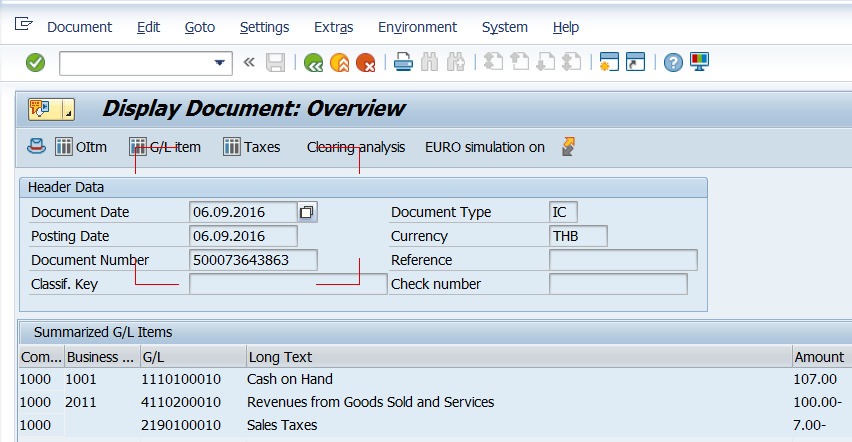 Document Edit Goto Settings Extras Environment System Help
Display Document: Overview
OItm G/L item Taxes Clearing analysis EURO simulation on
Header Data
Document Date 06.09.2016 Document Type IC
Posting Date 06.09.2016 Currency THB
Document Number 500073643863 Reference
Classif. Key Check number
Summarized G/L Items
Com... Business ... G/L Long Text Amount
1000 1001 1110100010 Cash on Hand 107.00
1000 2011 4110200010 Revenues from Goods Sold and Services 100.00-
1000 2190100010 Sales Taxes 7.00-